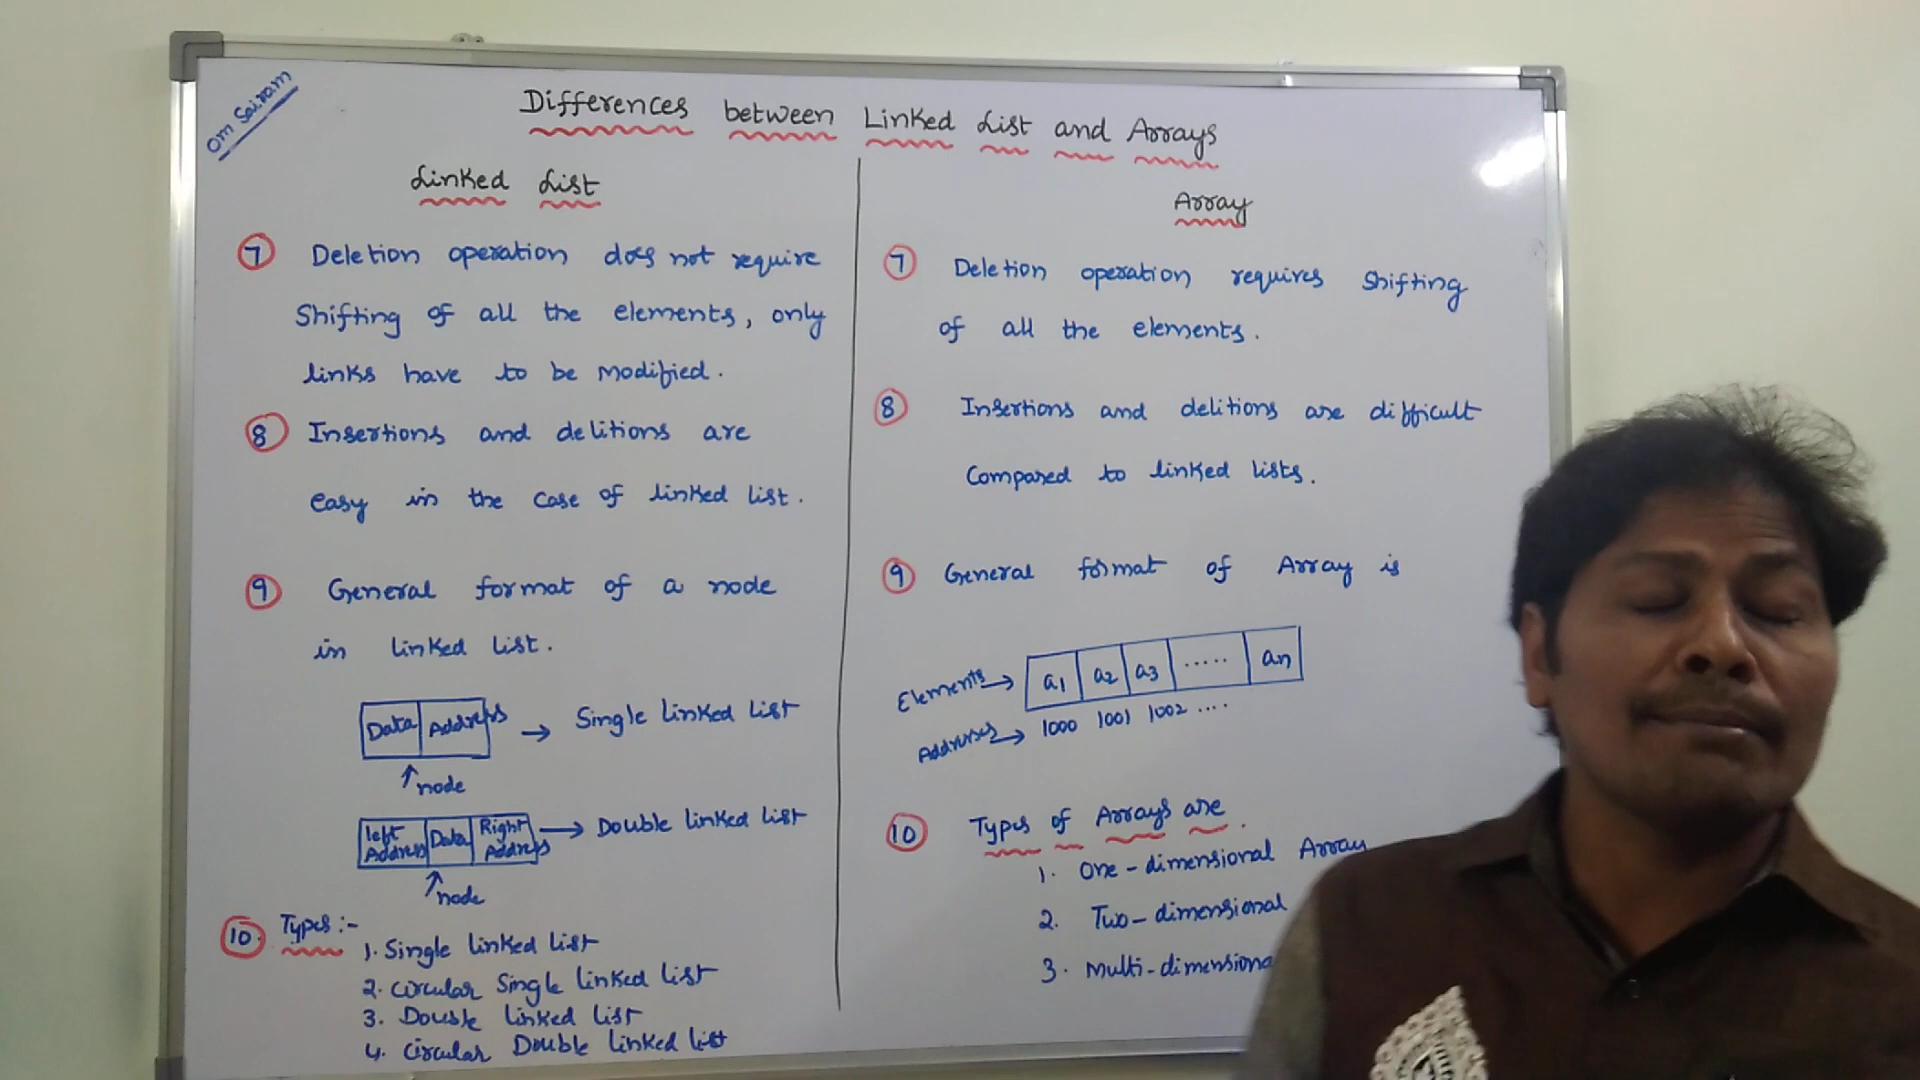 Om Sairam
Differences between Linked List and Arrays
Linked List
7 Deletion operation does not require
Shifting of all the elements, only
links have to be modified.
8 Insertions and delitions are
easy in the case of linked list.
9 General format of a node
in linked list.
Data Address → Single linked list
↑ node
left Address Data Right Address → Double linked list
↑ node
10. Types :-
1. Single linked list
2. circular Single linked list
3. Double linked list
4. Circular Double linked list
Array
7 Deletion operation requires Shifting
of all the elements.
8 Insertions and delitions are difficult
Compared to linked lists.
9 General format of Array is
Elements → a1 a2 a3 ..... an
Addresses → 1000 1001 1002 ....
10 Types of Arrays are.
1. One-dimensional Array
2. Two-dimensional
3. Multi-dimensiona